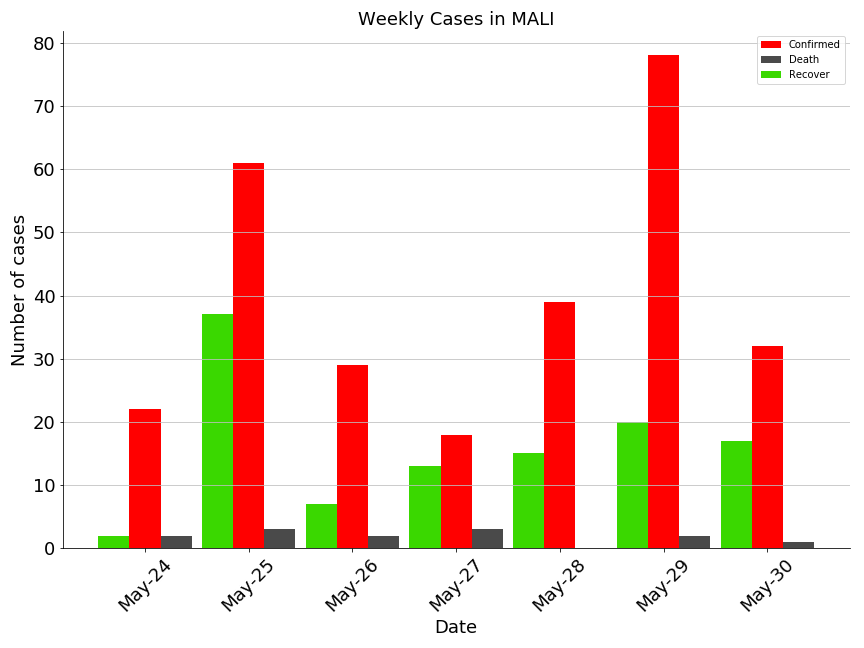 Weekly Cases in MALI
Confirmed
Death
Recover
Number of cases
80
70
60
50
40
30
20
10
0
May-24
May-25
May-26
May-27
May-28
May-29
May-30
Date